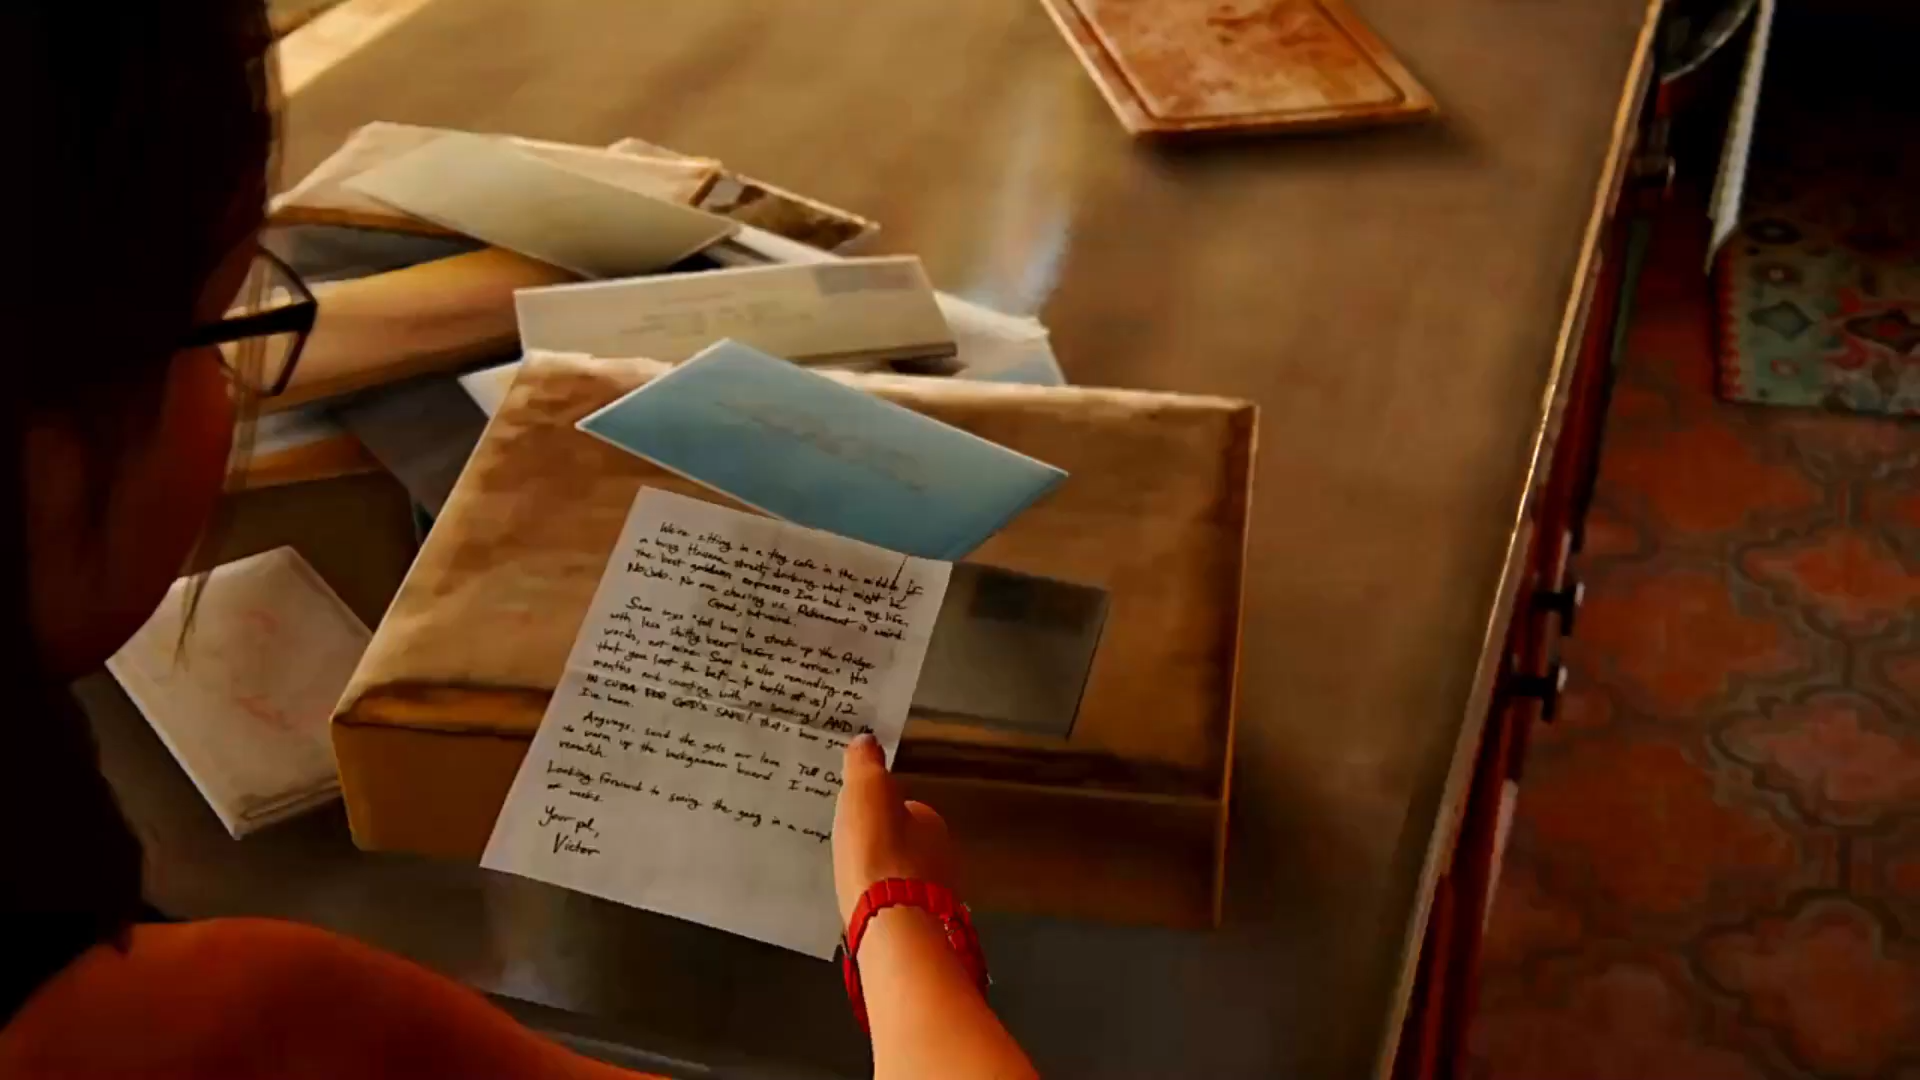 We're sitting in a tiny cafe in the middle of
a busy Havana street drinking what might be
the best goddamn espresso I've had in my life.
No jobs. No one chasing us. Retirement is weird.
Good, but weird.
Sam says "tell him to stock up the fridge
with less shitty beer before we arrive." His
words, not mine. Sam is also reminding me
that you lost the bet - to both of us) 12
months and counting with no smoking! AND I'm
IN CUBA FOR GOD'S SAKE! that's how good
I've been.
Anyways, send the girls our love. Tell Cas
to warm up the backgammon board. I want
rematch.
Looking forward to seeing the gang in a coupl
of weeks.
Your pal,
Victor